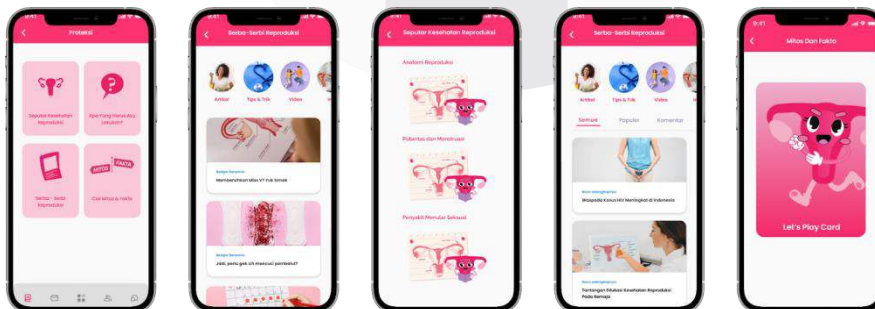 9:41
Proteksi
Seputar Kesehatan
Reproduksi
Apa Yang Harus Aku
Lakukan?
MITOS
FAKTA
Serba - Serbi
Reproduksi
Cek Mitos & Fakta
Serba-Serbi Reproduksi
Artikel
Tips & Trik
Video
Membersihkan Miss V? Yuk Simak
Jadi, perlu gak sih mencuci pembalut?
Seputar Kesehatan Reproduksi
Anatomi Reproduksi
Pubertas dan Menstruasi
Penyakit Menular Seksual
Serba-Serbi Reproduksi
Artikel
Tips & Trik
Video
Semua
Populer
Komentar
Waspada Kasus HIV Meningkat di Indonesia
Tantangan Edukasi Kesehatan Reproduksi
Pada Remaja
9:41
Mitos Dan Fakta
Let's Play Card